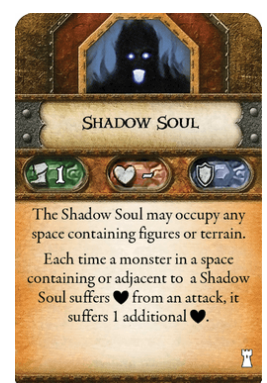 Shadow Soul
1
-
The Shadow Soul may occupy any
space containing figures or terrain.
Each time a monster in a space
containing or adjacent to a Shadow
Soul suffers ♥ from an attack, it
suffers 1 additional ♥.